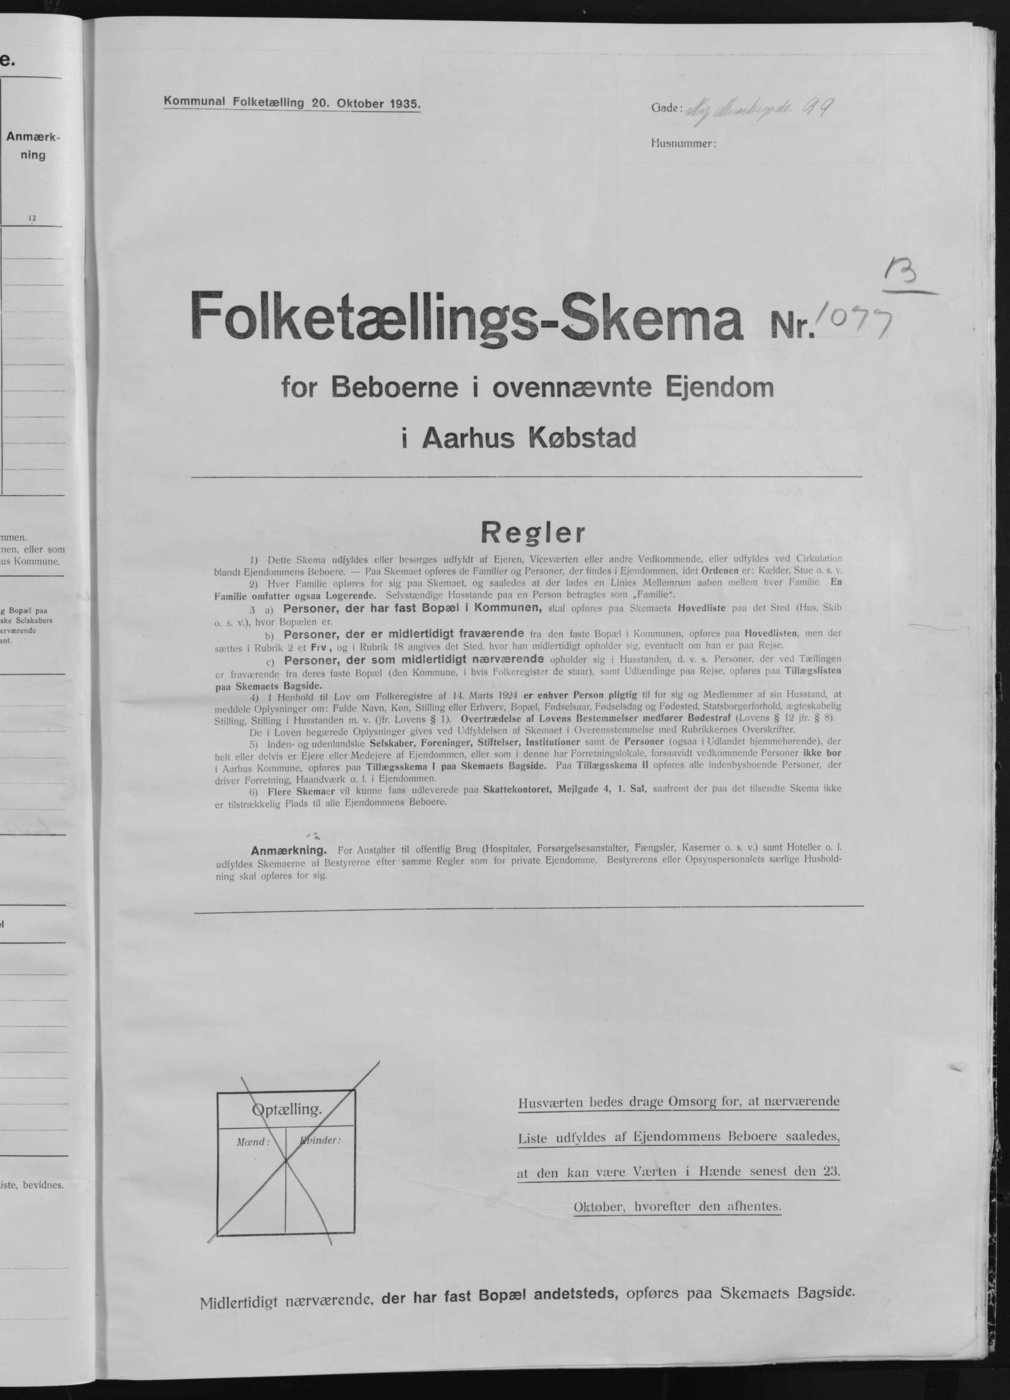 e.
Anmærk-
ning
12
mmen.
nen, eller som
us Kommune.
g Bopæl paa
ske Selskabers
erværende
ant.
el
iste, bevidnes.
Kommunal Folketælling 20. Oktober 1935.
Gade: Ny Munkegade 99
Husnummer:
B
Folketællings-Skema Nr. 1077
for Beboerne i ovennævnte Ejendom
i Aarhus Købstad
Regler
1) Dette Skema udfyldes eller besørges udfyldt af Ejeren, Viceværten eller andre Vedkommende, eller udfyldes ved Cirkulation
blandt Ejendommens Beboere. — Paa Skemaet opføres de Familier og Personer, der findes i Ejendommen, idet Ordenen er: Kælder, Stue o. s. v.
2) Hver Familie opføres for sig paa Skemaet, og saaledes at der lades en Linies Mellemrum aaben mellem hver Familie. En
Familie omfatter ogsaa Logerende. Selvstændige Husstande paa en Person betragtes som „Familie“.
3 a) Personer, der har fast Bopæl i Kommunen, skal opføres paa Skemaets Hovedliste paa det Sted (Hus, Skib
o. s. v.), hvor Bopælen er.
b) Personer, der er midlertidigt fraværende fra den faste Bopæl i Kommunen, opføres paa Hovedlisten, men der
sættes i Rubrik 2 et Frv, og i Rubrik 18 angives det Sted, hvor han midlertidigt opholder sig, eventuelt om han er paa Rejse.
c) Personer, der som midlertidigt nærværende opholder sig i Husstanden, d. v. s. Personer, der ved Tællingen
er fraværende fra deres faste Bopæl (den Kommune, i hvis Folkeregister de staar), samt Udlændinge paa Rejse, opføres paa Tillægslisten
paa Skemaets Bagside.
4) I Henhold til Lov om Folkeregistre af 14. Marts 1924 er enhver Person pligtig til for sig og Medlemmer af sin Husstand, at
meddele Oplysninger om: Fulde Navn, Køn, Stilling eller Erhverv, Bopæl, Fødselsaar, Fødselsdag og Fødested, Statsborgerforhold, ægteskabelig
Stilling, Stilling i Husstanden m. v. (jfr. Lovens § 1). Overtrædelse af Lovens Bestemmelser medfører Bødestraf (Lovens § 12 jfr. § 8).
De i Loven begærede Oplysninger gives ved Udfyldelsen af Skemaet i Overensstemmelse med Rubrikkernes Overskrifter.
5) Inden- og udenlandske Selskaber, Foreninger, Stiftelser, Institutioner samt de Personer (ogsaa i Udlandet hjemmehørende), der
helt eller delvis er Ejere eller Medejere af Ejendommen, eller som i denne har Forretningslokale, forsaavidt vedkommende Personer ikke bor
i Aarhus Kommune, opføres paa Tillægsskema I paa Skemaets Bagside. Paa Tillægsskema II opføres alle indenbysboende Personer, der
driver Forretning, Haandværk o. l. i Ejendommen.
6) Flere Skemaer vil kunne faas udleverede paa Skattekontoret, Mejlgade 4, 1. Sal, saafremt der paa det tilsendte Skema ikke
er tilstrækkelig Plads til alle Ejendommens Beboere.
Anmærkning. For Anstalter til offentlig Brug (Hospitaler, Forsørgelsesanstalter, Fængsler, Kaserner o. s. v.) samt Hoteller o. l.
udfyldes Skemaerne af Bestyrerne efter samme Regler som for private Ejendomme. Bestyrerens eller Opsynspersonalets særlige Hushold-
ning skal opføres for sig.
Optælling.
Mænd: Kvinder:
Husværten bedes drage Omsorg for, at nærværende
Liste udfyldes af Ejendommens Beboere saaledes,
at den kan være Værten i Hænde senest den 23.
Oktober, hvorefter den afhentes.
Midlertidigt nærværende, der har fast Bopæl andetsteds, opføres paa Skemaets Bagside.